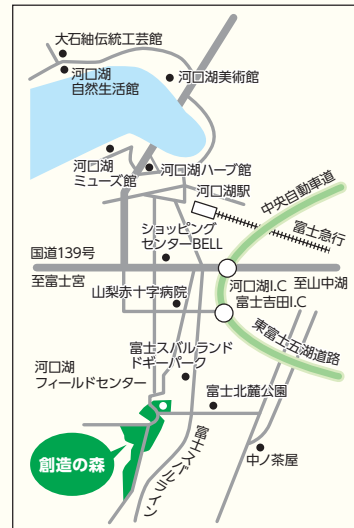 大石紬伝統工芸館
河口湖
自然生活館
河口湖美術館
河口湖
ミューズ館
河口湖ハーブ館
河口湖駅
中央自動車道
富士急行
ショッピング
センターBELL
国道139号
至富士宮
河口湖I.C
富士吉田I.C
至山中湖
山梨赤十字病院
東富士五湖道路
富士スバルランド
ドギーパーク
河口湖
フィールドセンター
富士北麓公園
創造の森
富士スバルライン
中ノ茶屋